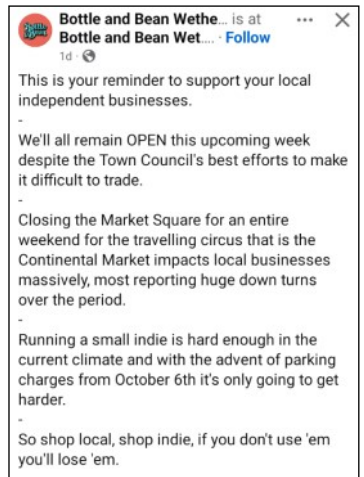 Bottle and Bean Wethe... is at
Bottle and Bean Wet.... · Follow
1d ·
This is your reminder to support your local
independent businesses.
-
We'll all remain OPEN this upcoming week
despite the Town Council's best efforts to make
it difficult to trade.
-
Closing the Market Square for an entire
weekend for the travelling circus that is the
Continental Market impacts local businesses
massively, most reporting huge down turns
over the period.
-
Running a small indie is hard enough in the
current climate and with the advent of parking
charges from October 6th it's only going to get
harder.
-
So shop local, shop indie, if you don't use 'em
you'll lose 'em.